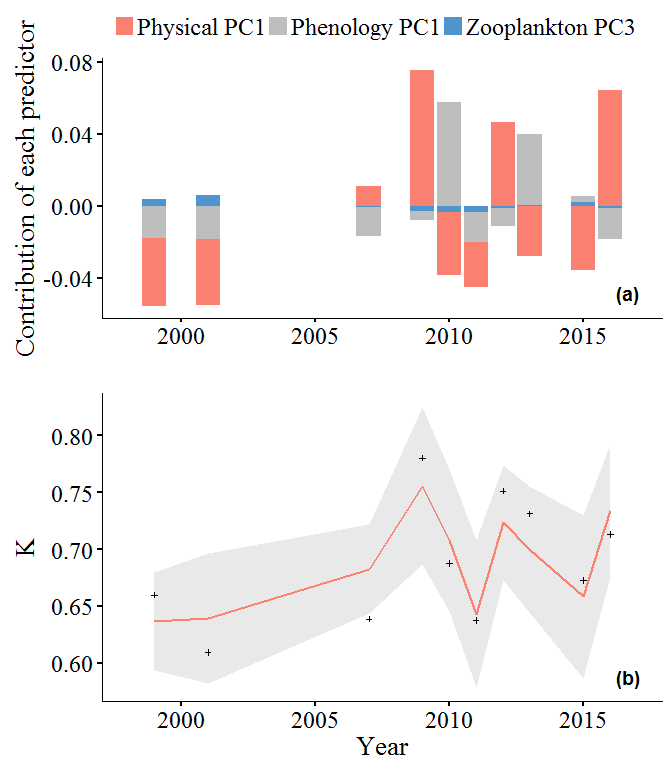 Physical PC1 Phenology PC1 Zooplankton PC3
Contribution of each predictor
0.08
0.04
0.00
-0.04
(a)
2000 2005 2010 2015
K
0.80
0.75
0.70
0.65
0.60
(b)
2000 2005 2010 2015
Year